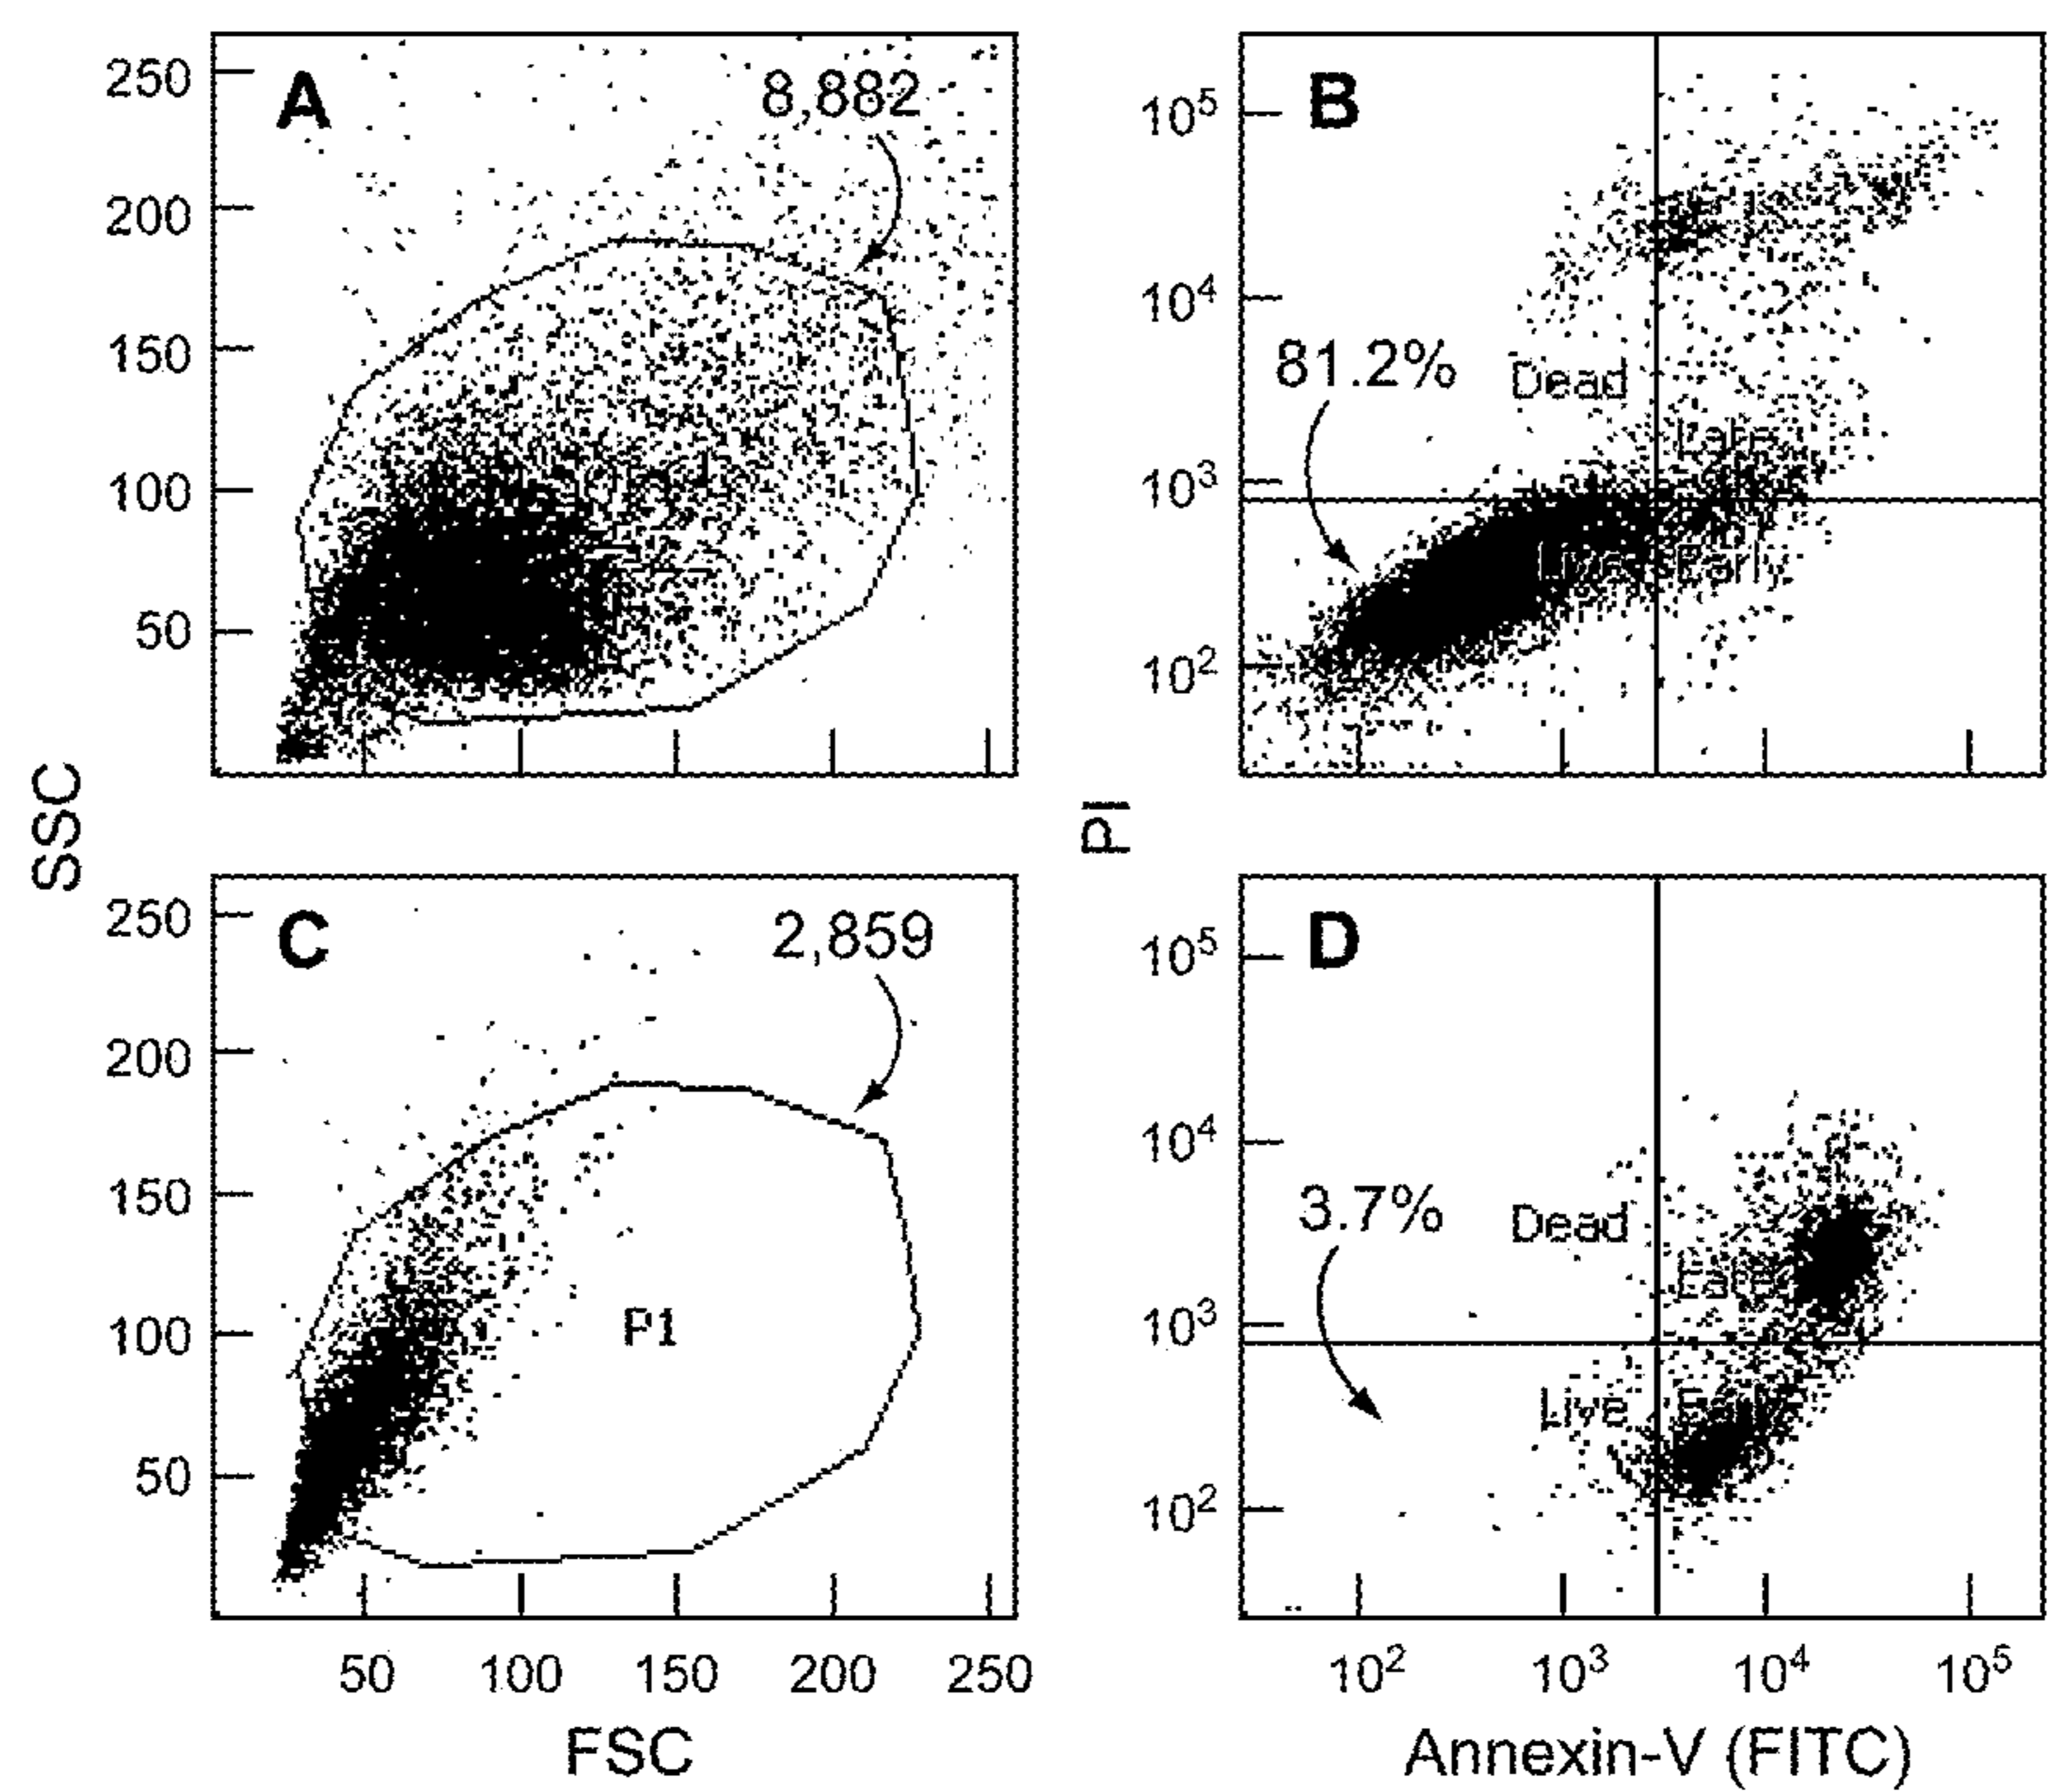 SSC
A
8,882
250
200
150
100
50
PI
B
81.2%
Dead
Late
Live
Early
10⁵
10⁴
10³
10²
C
2,859
P1
250
200
150
100
50
50 100 150 200 250
FSC
D
3.7%
Dead
Late
Live
Early
10⁵
10⁴
10³
10²
10² 10³ 10⁴ 10⁵
Annexin-V (FITC)